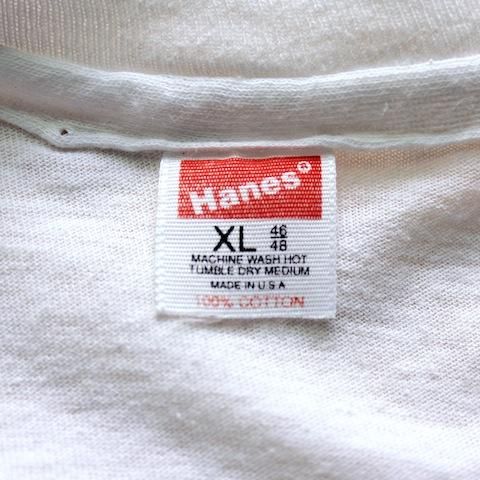 Hanes®
XL 46/48
MACHINE WASH HOT
TUMBLE DRY MEDIUM
MADE IN U S A
100% COTTON